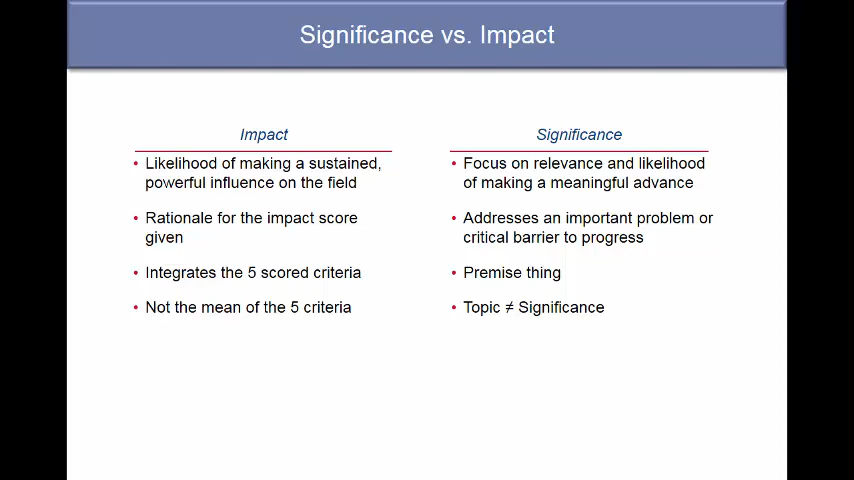 Significance vs. Impact
Impact
• Likelihood of making a sustained,
powerful influence on the field
• Rationale for the impact score
given
• Integrates the 5 scored criteria
• Not the mean of the 5 criteria
Significance
• Focus on relevance and likelihood
of making a meaningful advance
• Addresses an important problem or
critical barrier to progress
• Premise thing
• Topic ≠ Significance